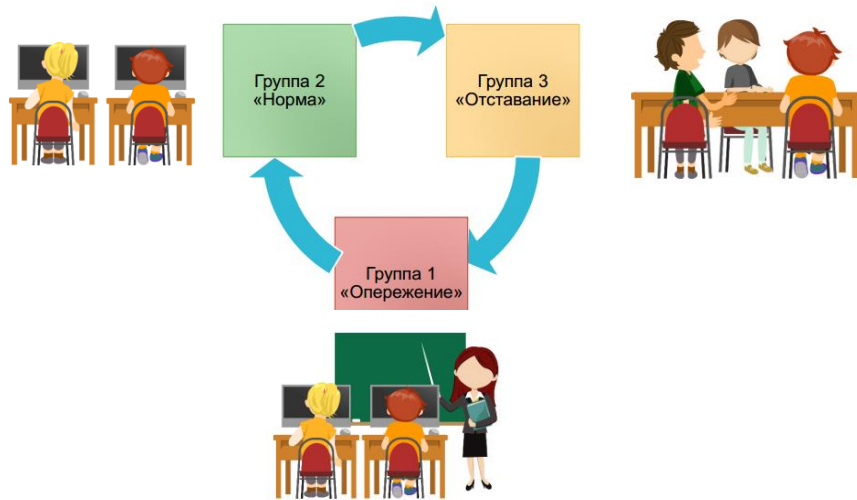 Группа 2
«Норма»
Группа 3
«Отставание»
Группа 1
«Опережение»